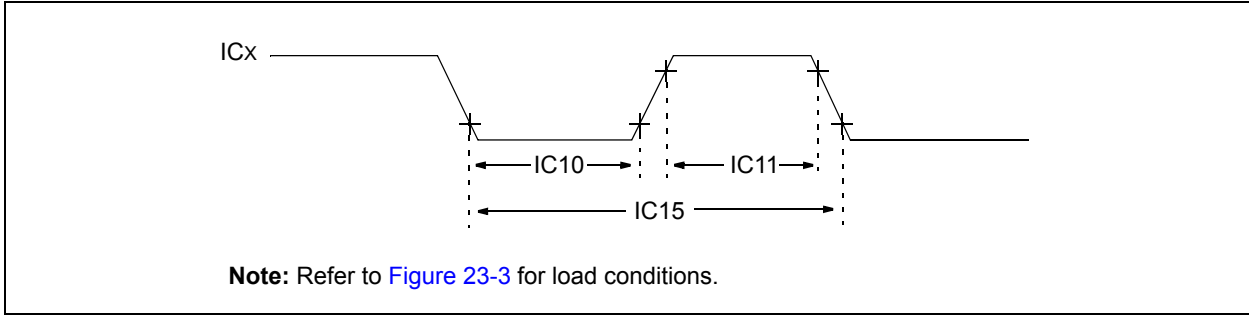 ICX
IC10
IC11
IC15
Note: Refer to Figure 23-3 for load conditions.